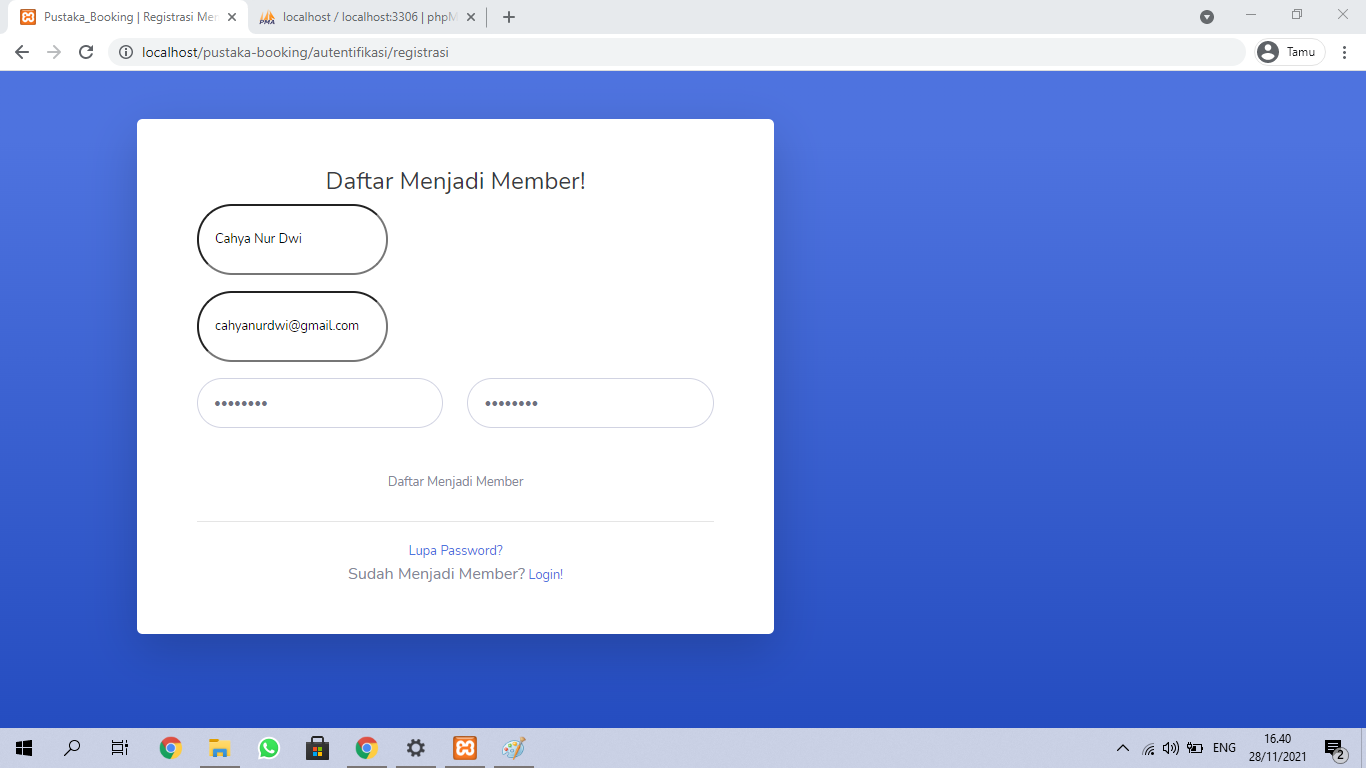 Pustaka_Booking | Registrasi Mer
localhost / localhost:3306 | phpM
localhost/pustaka-booking/autentifikasi/registrasi
Tamu
Daftar Menjadi Member!
Cahya Nur Dwi
cahyanurdwi@gmail.com
••••••••
••••••••
Daftar Menjadi Member
Lupa Password?
Sudah Menjadi Member? Login!
ENG
16.40
28/11/2021
2